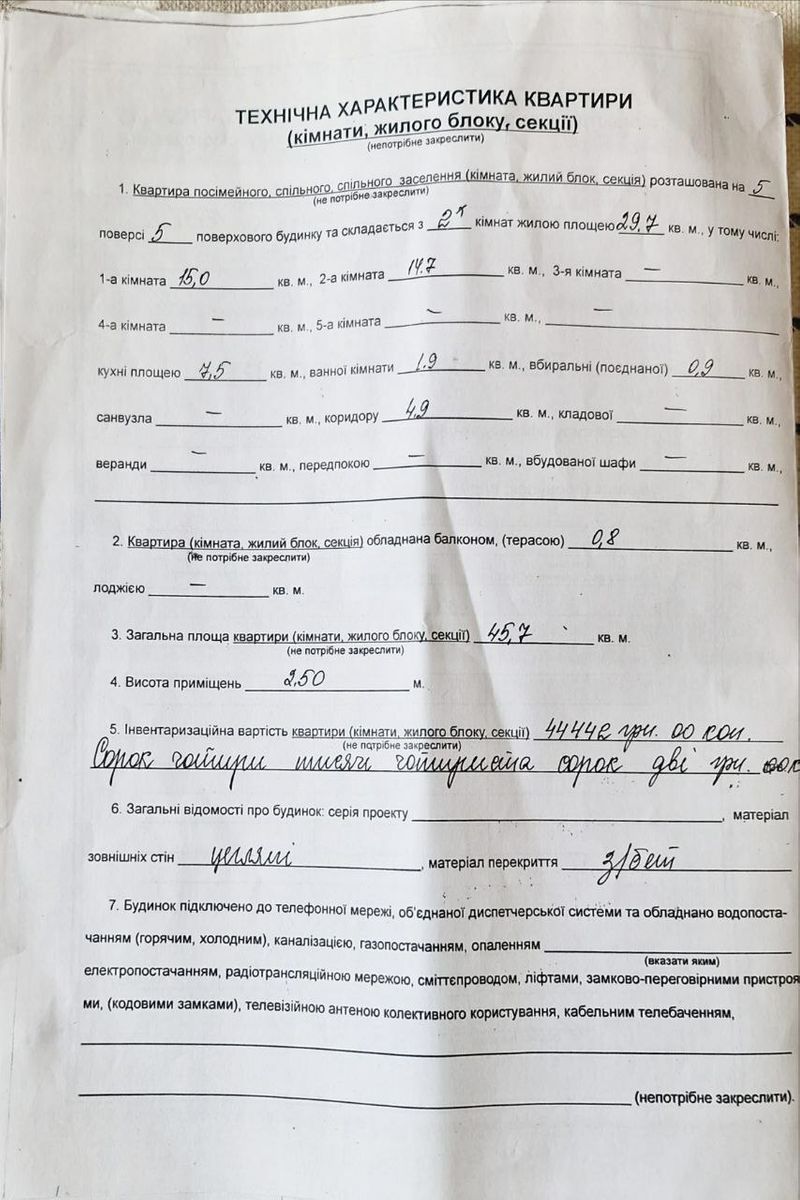 ТЕХНІЧНА ХАРАКТЕРИСТИКА КВАРТИРИ
(кімнати, жилого блоку, секції)
(непотрібне закреслити)
1. Квартира посімейного, спільного, спільного заселення (кімната, жилий блок, секція) розташована на 5
(не потрібне закреслити)
поверсі 5 поверхового будинку та складається з 2х кімнат жилою площею 29,7 кв. м., у тому числі:
1-а кімната 15,0 кв. м., 2-а кімната 14.7 кв. м., 3-я кімната — кв. м.,
4-а кімната — кв. м., 5-а кімната — кв. м., —
кухні площею 7,5 кв. м., ванної кімнати 1.9 кв. м., вбиральні (поєднаної) 0,9 кв. м.,
санвузла — кв. м., коридору 4,9 кв. м., кладової — кв. м.,
веранди — кв. м., передпокою — кв. м., вбудованої шафи — кв. м.,
2. Квартира (кімната, жилий блок, секція) обладнана балконом, (терасою) 0,8 кв. м.,
(Не потрібне закреслити)
лоджією — кв. м.
3. Загальна площа квартири (кімнати, жилого блоку, секції) 45,7 кв. м.
(не потрібне закреслити)
4. Висота приміщень 2.50 м.
5. Інвентаризаційна вартість квартири (кімнати, жилого блоку, секції) 44442 грн. 00 коп.
(не потрібне закреслити)
Сорок чотири тисячі чотириста сорок дві грн. 00к
6. Загальні відомості про будинок: серія проекту , матеріал
зовнішніх стін цегляні , матеріал перекриття з/бет
7. Будинок підключено до телефонної мережі, об'єднаної диспетчерської системи та обладнано водопоста-
чанням (горячим, холодним), каналізацією, газопостачанням, опаленням
(вказати яким)
електропостачанням, радіотрансляційною мережою, сміттєпроводом, ліфтами, замково-переговірними пристроя
ми, (кодовими замками), телевізійною антеною колективного користування, кабельним телебаченням,
(непотрібне закреслити).